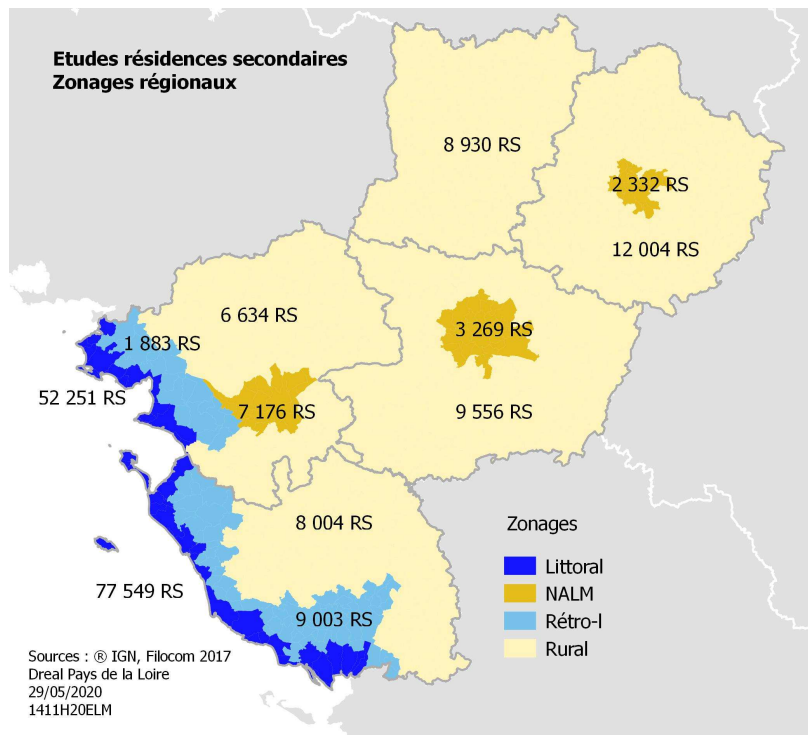 Etudes résidences secondaires
Zonages régionaux
8 930 RS
2 332 RS
12 004 RS
6 634 RS
3 269 RS
1 883 RS
52 251 RS
7 176 RS
9 556 RS
8 004 RS
77 549 RS
9 003 RS
Zonages
Littoral
NALM
Rétro-l
Rural
Sources : ® IGN, Filocom 2017
Dreal Pays de la Loire
29/05/2020
1411H20ELM